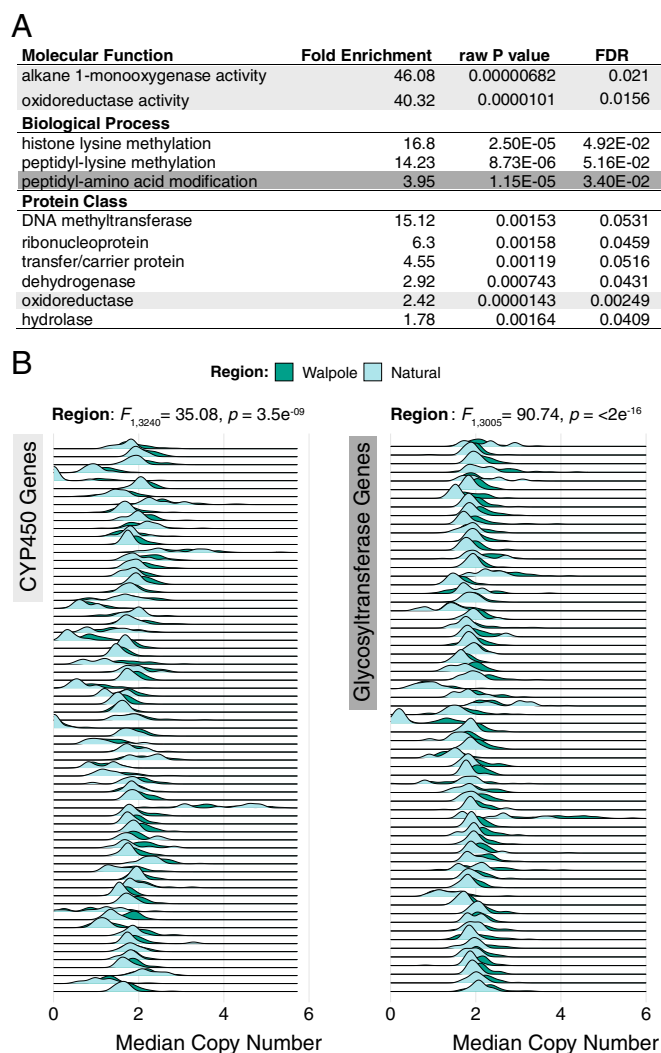 A
Molecular Function Fold Enrichment raw P value FDR
alkane 1-monooxygenase activity 46.08 0.00000682 0.021
oxidoreductase activity 40.32 0.0000101 0.0156
Biological Process
histone lysine methylation 16.8 2.50E-05 4.92E-02
peptidyl-lysine methylation 14.23 8.73E-06 5.16E-02
peptidyl-amino acid modification 3.95 1.15E-05 3.40E-02
Protein Class
DNA methyltransferase 15.12 0.00153 0.0531
ribonucleoprotein 6.3 0.00158 0.0459
transfer/carrier protein 4.55 0.00119 0.0516
dehydrogenase 2.92 0.000743 0.0431
oxidoreductase 2.42 0.0000143 0.00249
hydrolase 1.78 0.00164 0.0409
B
Region: Walpole Natural
Region: F1,3240= 35.08, p = 3.5e-09
CYP450 Genes
0 2 4 6
Median Copy Number
Region : F1,3005= 90.74, p = <2e-16
Glycosyltransferase Genes
0 2 4 6
Median Copy Number